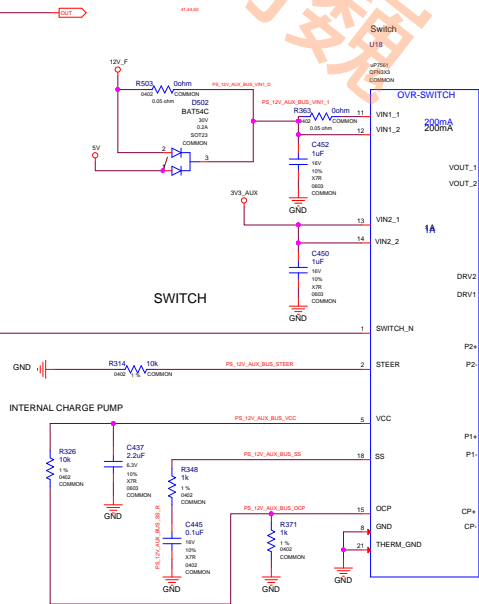 OUT
41,44,60
Switch
U18
uP7561
QFN3X3
COMMON
OVR-SWITCH
200mA
200mA
1A
12V_F
R503
0ohm
0402
COMMON
0.05 ohm
PS_12V_AUX_BUS_VIN1_D
D502
BAT54C
30V
0.2A
SOT23
COMMON
5V
2
1
3
PS_12V_AUX_BUS_VIN1_1
R363
0ohm
0402
COMMON
0.05 ohm
11
VIN1_1
12
VIN1_2
C452
1uF
16V
10%
X7R
0603
COMMON
GND
VOUT_1
VOUT_2
3V3_AUX
13
VIN2_1
14
VIN2_2
C450
1uF
16V
10%
X7R
0603
COMMON
GND
DRV2
DRV1
SWITCH
1
SWITCH_N
P2+
P2-
GND
R314
10k
0402
1 %
COMMON
PS_12V_AUX_BUS_STEER
2
STEER
INTERNAL CHARGE PUMP
PS_12V_AUX_BUS_VCC
5
VCC
P1+
P1-
R326
10k
1 %
0402
COMMON
C437
2.2uF
6.3V
10%
X7R
0603
COMMON
GND
R348
1k
1 %
0402
COMMON
PS_12V_AUX_BUS_SS
18
SS
PS_12V_AUX_BUS_SS_R
C445
0.1uF
16V
10%
X7R
0402
COMMON
GND
PS_12V_AUX_BUS_OCP
15
OCP
CP+
CP-
R371
1k
1 %
0402
COMMON
GND
8
GND
21
THERM_GND
GND